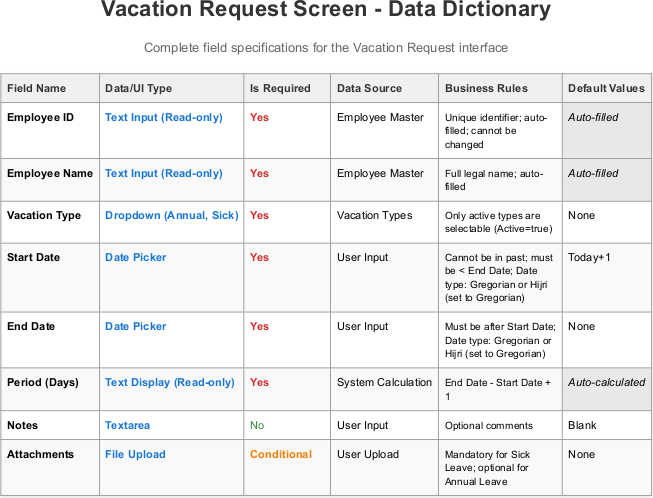 Vacation Request Screen - Data Dictionary
Complete field specifications for the Vacation Request interface
Field Name Data/UI Type Is Required Data Source Business Rules Default Values
Employee ID Text Input (Read-only) Yes Employee Master Unique identifier; auto- Auto-filled
filled; cannot be
changed
Employee Name Text Input (Read-only) Yes Employee Master Full legal name; auto- Auto-filled
filled
Vacation Type Dropdown (Annual, Sick) Yes Vacation Types Only active types are None
selectable (Active=true)
Start Date Date Picker Yes User Input Cannot be in past; must Today+1
be < End Date; Date
type: Gregorian or Hijri
(set to Gregorian)
End Date Date Picker Yes User Input Must be after Start Date; None
Date type: Gregorian or
Hijri (set to Gregorian)
Period (Days) Text Display (Read-only) Yes System Calculation End Date - Start Date + Auto-calculated
1
Notes Textarea No User Input Optional comments Blank
Attachments File Upload Conditional User Upload Mandatory for Sick None
Leave; optional for
Annual Leave